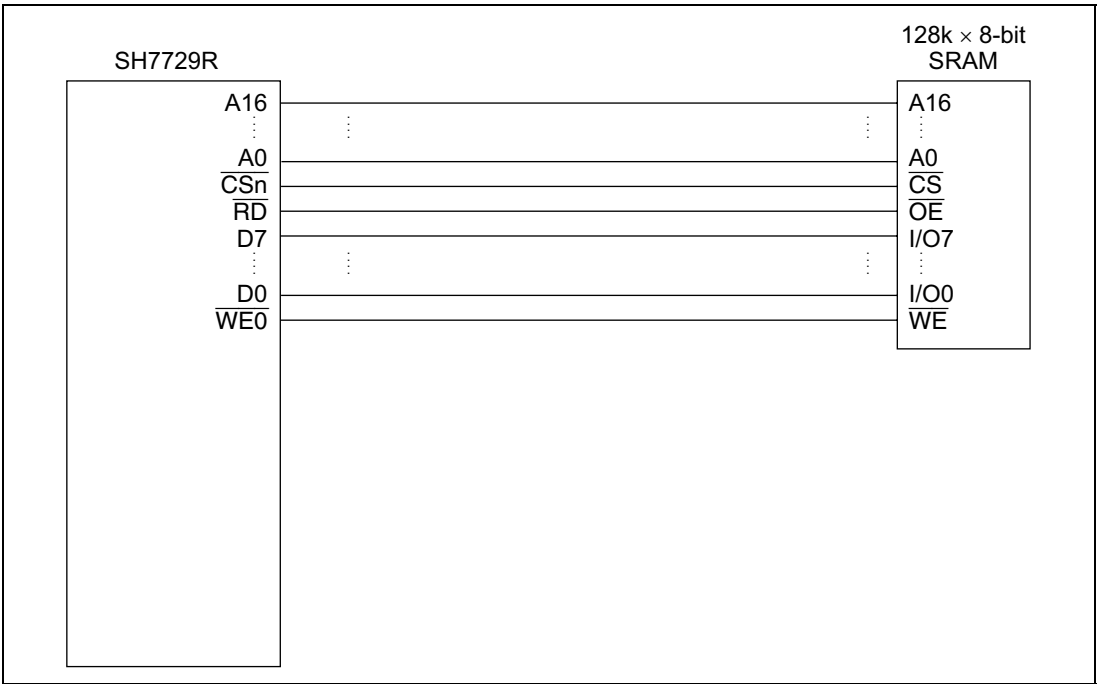 128k × 8-bit
SH7729R SRAM
A16 A16
A0 A0
CSn CS
RD OE
D7 I/O7
D0 I/O0
WE0 WE